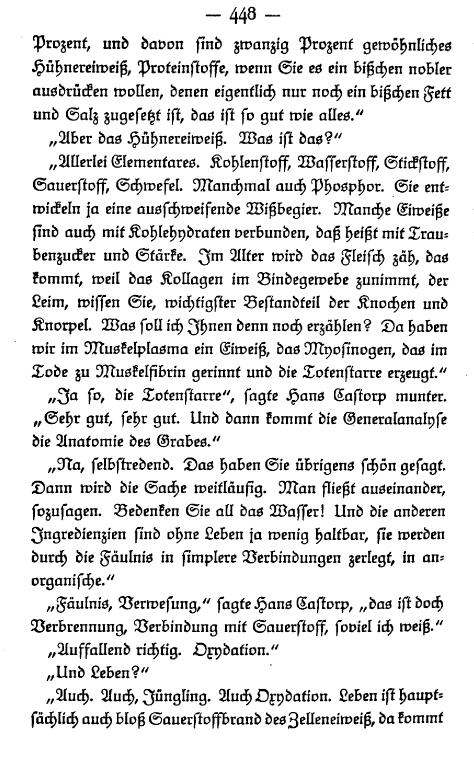 — 448 —
Prozent, und davon sind zwanzig Prozent gewöhnliches
Hühnereiweiß, Proteinstoffe, wenn Sie es ein bißchen nobler
ausdrücken wollen, denen eigentlich nur noch ein bißchen Fett
und Salz zugesetzt ist, das ist so gut wie alles.“
„Aber das Hühnereiweiß. Was ist das?“
„Allerlei Elementares. Kohlenstoff, Wasserstoff, Stickstoff,
Sauerstoff, Schwefel. Manchmal auch Phosphor. Sie ent-
wickeln ja eine ausschweifende Wißbegier. Manche Eiweiße
sind auch mit Kohlehydraten verbunden, daß heißt mit Trau-
benzucker und Stärke. Im Alter wird das Fleisch zäh, das
kommt, weil das Kollagen im Bindegewebe zunimmt, der
Leim, wissen Sie, wichtigster Bestandteil der Knochen und
Knorpel. Was soll ich Ihnen denn noch erzählen? Da haben
wir im Muskelplasma ein Eiweiß, das Myosinogen, das im
Tode zu Muskelfibrin gerinnt und die Totenstarre erzeugt.“
„Ja so, die Totenstarre“, sagte Hans Castorp munter.
„Sehr gut, sehr gut. Und dann kommt die Generalanalyse
die Anatomie des Grabes.“
„Na, selbstredend. Das haben Sie übrigens schön gesagt.
Dann wird die Sache weitläufig. Man fließt auseinander,
sozusagen. Bedenken Sie all das Wasser! Und die anderen
Ingredienzien sind ohne Leben ja wenig haltbar, sie werden
durch die Fäulnis in simplere Verbindungen zerlegt, in an-
organische.“
„Fäulnis, Verwesung,“ sagte Hans Castorp, „das ist doch
Verbrennung, Verbindung mit Sauerstoff, soviel ich weiß.“
„Auffallend richtig. Oxydation.“
„Und Leben?“
„Auch. Auch, Jüngling. Auch Oxydation. Leben ist haupt-
sächlich auch bloß Sauerstoffbrand des Zelleneiweiß, da kommt